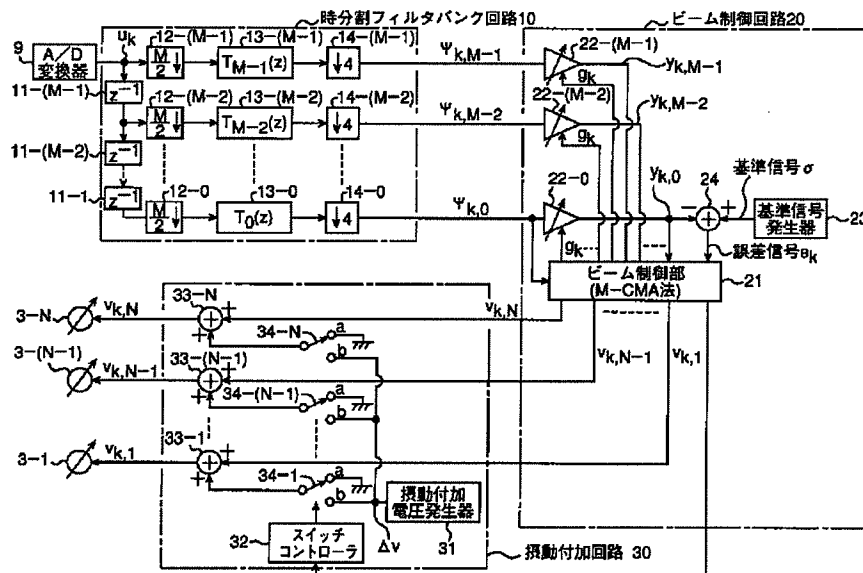 時分割フィルタバンク回路10
ビーム制御回路20
9
A/D
変換器
u_k
12-(M-1)
13-(M-1)
14-(M-1)
M/2 ↓
T_{M-1}(z)
↓4
Ψ_{k,M-1}
22-(M-1)
g_k
y_{k,M-1}
11-(M-1)
z^{-1}
12-(M-2)
13-(M-2)
14-(M-2)
M/2 ↓
T_{M-2}(z)
↓4
Ψ_{k,M-2}
22-(M-2)
g_k
y_{k,M-2}
11-(M-2)
z^{-1}
11-1
z^{-1}
12-0
13-0
14-0
M/2 ↓
T_0(z)
↓4
Ψ_{k,0}
22-0
g_k
y_{k,0}
24
− +
基準信号σ
基準信号
発生器
23
誤差信号e_k
ビーム制御部
(M-CMA法)
21
3-N
v_{k,N}
33-N
+
+
v_{k,N}
34-N
a
b
3-(N-1)
v_{k,N-1}
33-(N-1)
+
+
v_{k,N-1}
34-(N-1)
a
b
3-1
v_{k,1}
33-1
+
+
v_{k,1}
34-1
a
b
摂動付加
電圧発生器
31
Δv
32
スイッチ
コントローラ
摂動付加回路 30